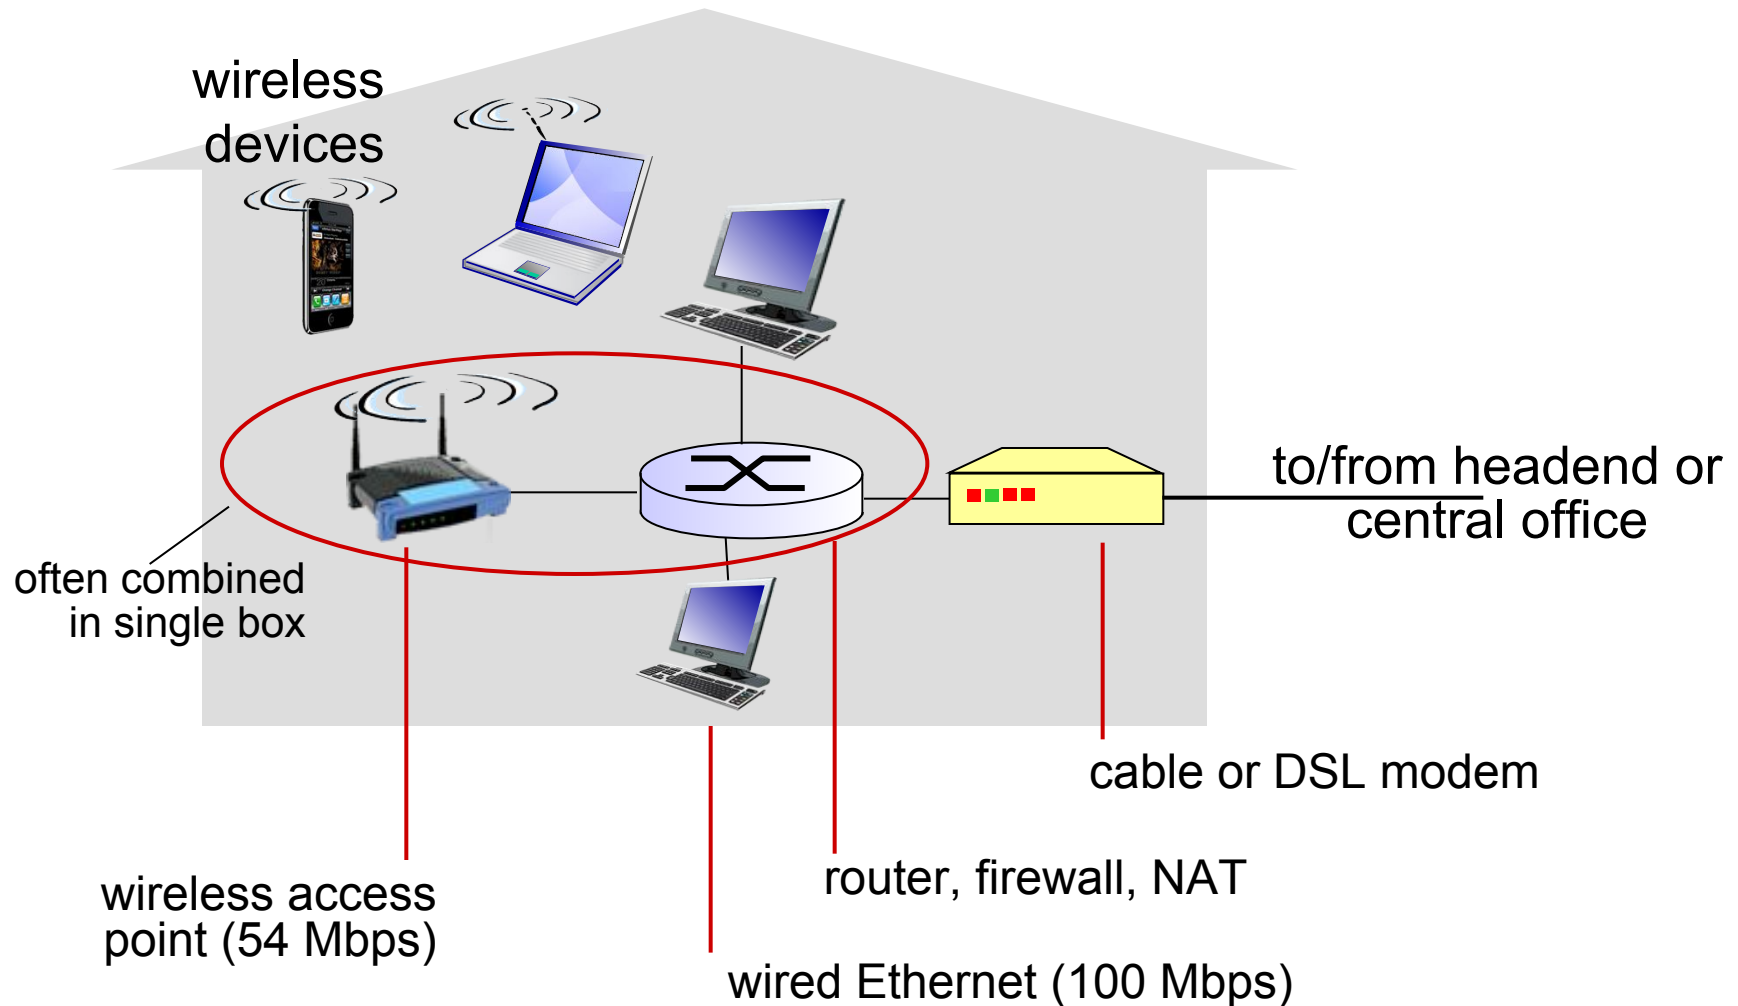 wireless
devices
to/from headend or
central office
often combined
in single box
cable or DSL modem
router, firewall, NAT
wireless access
point (54 Mbps)
wired Ethernet (100 Mbps)